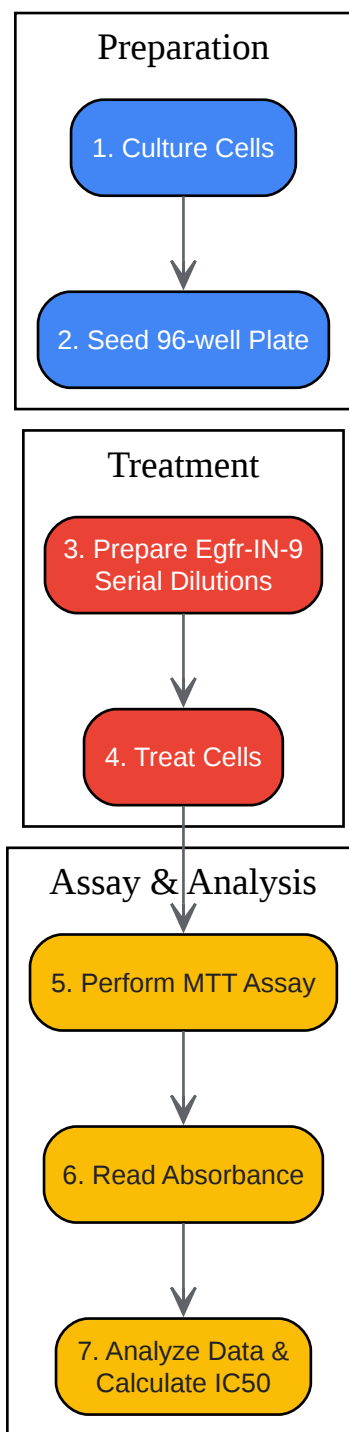 Preparation
1. Culture Cells
2. Seed 96-well Plate
Treatment
3. Prepare Egfr-IN-9
Serial Dilutions
4. Treat Cells
Assay & Analysis
5. Perform MTT Assay
6. Read Absorbance
7. Analyze Data &
Calculate IC50